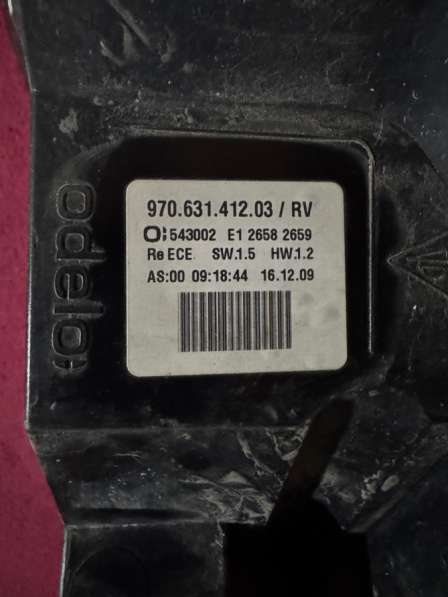 970.631.412.03 / RV
O: 543002 E1 2658 2659
Re ECE SW.1.5 HW.1.2
AS:00 09:18:44 16.12.09
odelo: